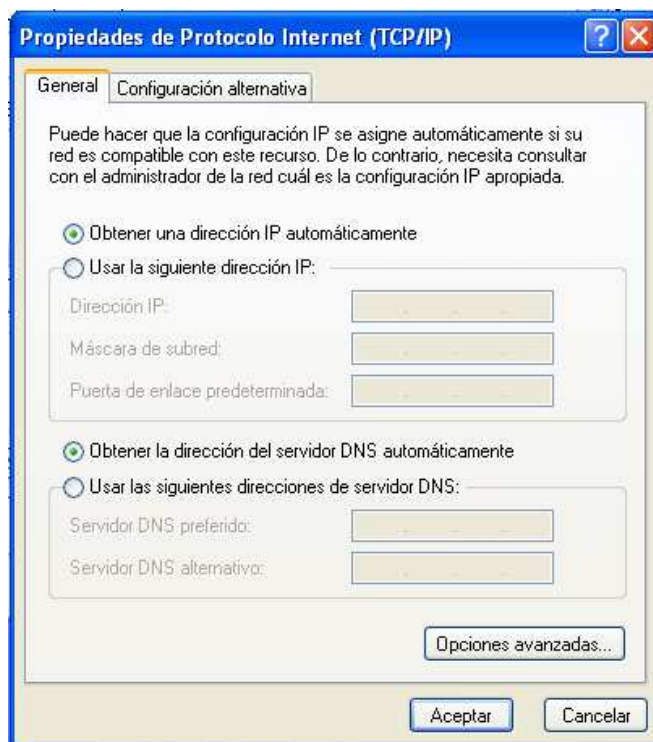 Propiedades de Protocolo Internet (TCP/IP)
General
Configuración alternativa
Puede hacer que la configuración IP se asigne automáticamente si su
red es compatible con este recurso. De lo contrario, necesita consultar
con el administrador de la red cuál es la configuración IP apropiada.
Obtener una dirección IP automáticamente
Usar la siguiente dirección IP:
Dirección IP:
Máscara de subred:
Puerta de enlace predeterminada:
Obtener la dirección del servidor DNS automáticamente
Usar las siguientes direcciones de servidor DNS:
Servidor DNS preferido:
Servidor DNS alternativo:
Opciones avanzadas...
Aceptar
Cancelar